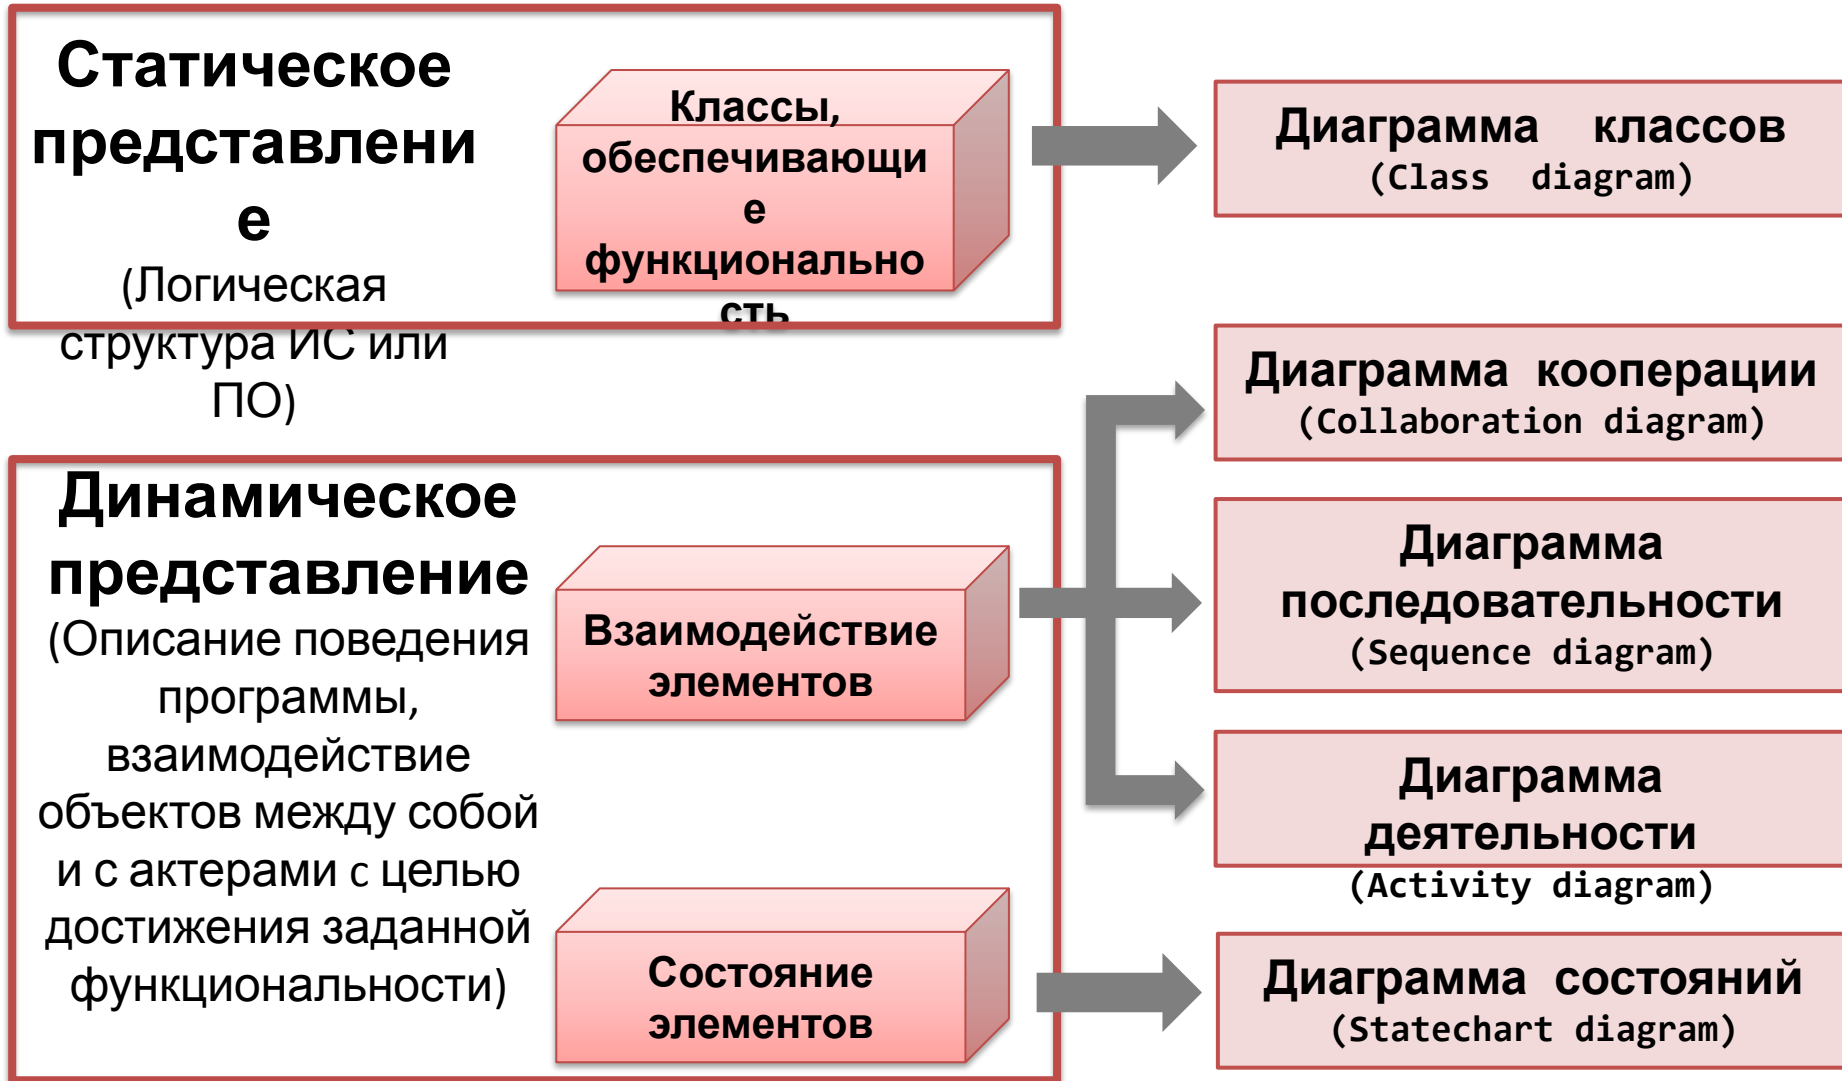 Статическое
представлени
е
(Логическая
структура ИС или
ПО)
Классы,
обеспечивающи
е
функционально
сть
Диаграмма классов
(Class diagram)
Динамическое
представление
(Описание поведения
программы,
взаимодействие
объектов между собой
и с актерами с целью
достижения заданной
функциональности)
Взаимодействие
элементов
Состояние
элементов
Диаграмма кооперации
(Collaboration diagram)
Диаграмма
последовательности
(Sequence diagram)
Диаграмма
деятельности
(Activity diagram)
Диаграмма состояний
(Statechart diagram)